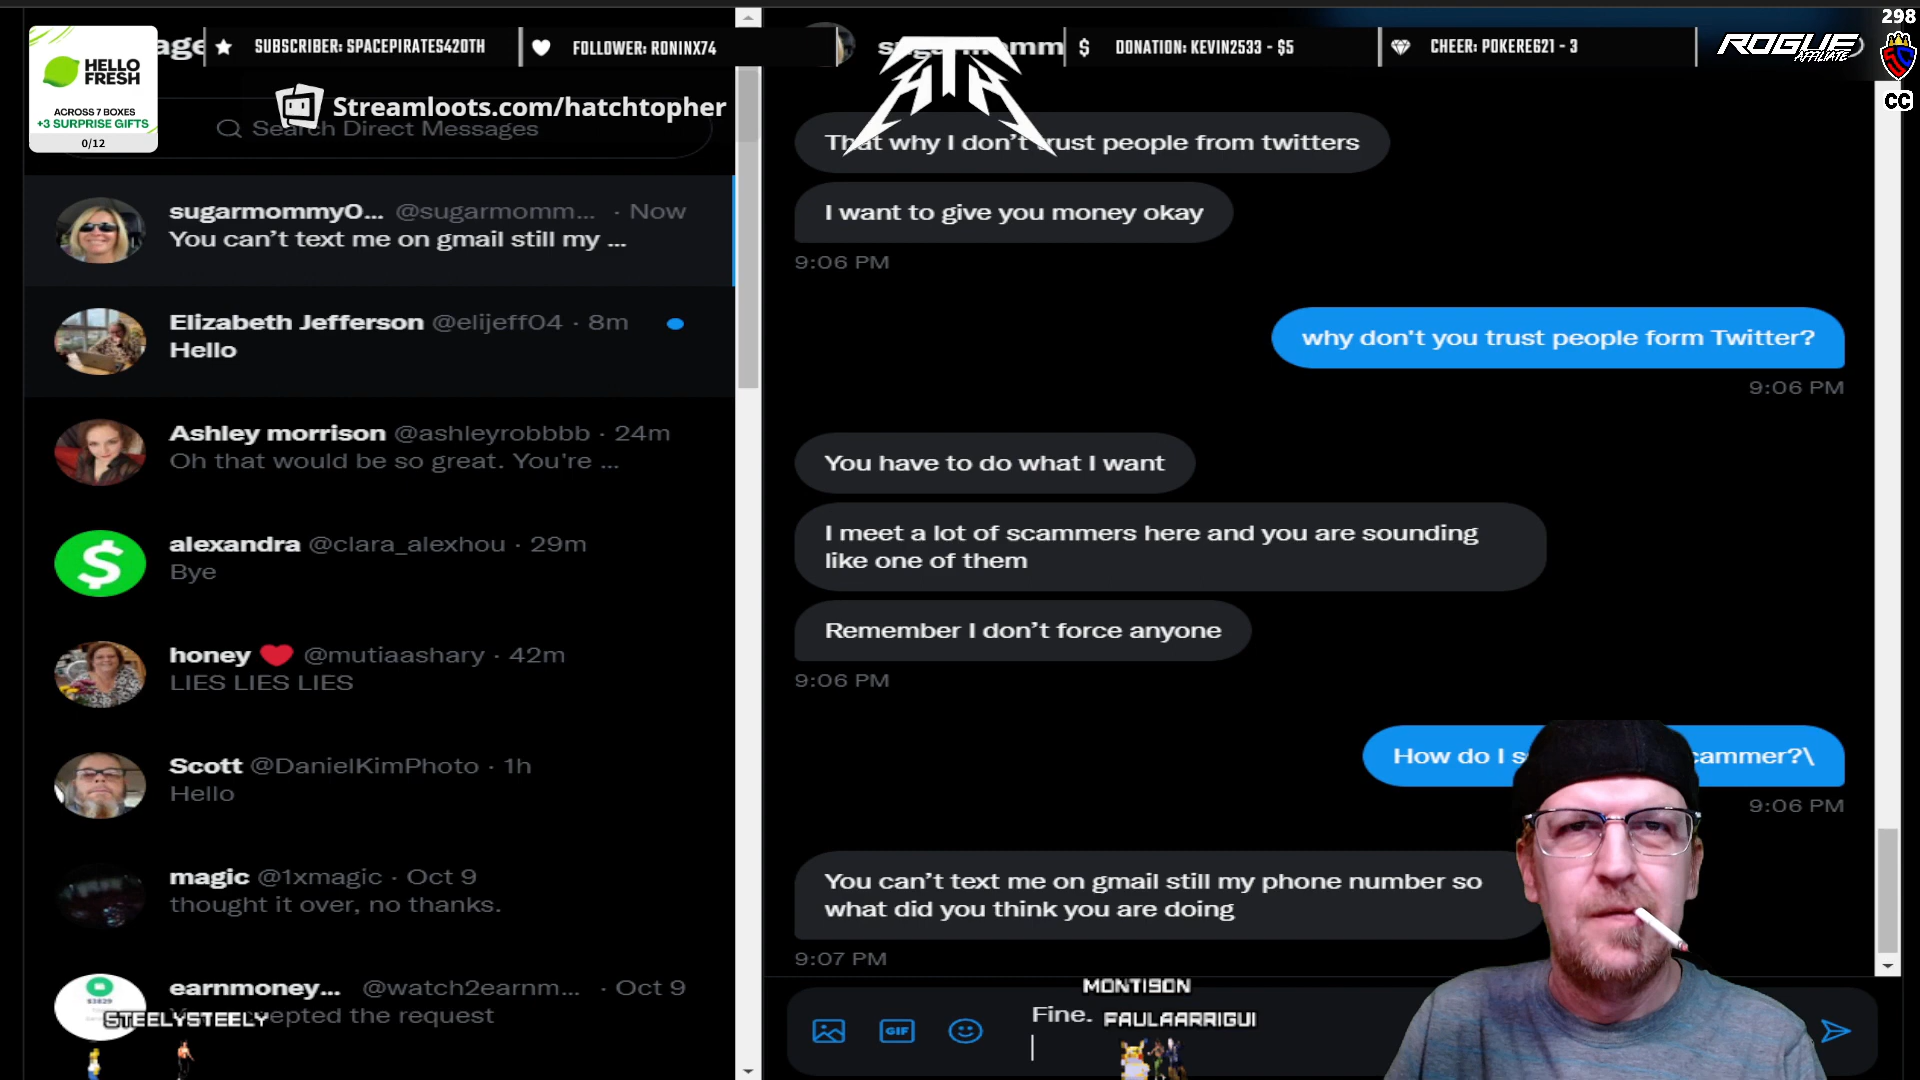 298
SUBSCRIBER: SPACEPIRATES420TH
FOLLOWER: RONINX74
DONATION: KEVIN2533 - $5
CHEER: POKERE621 - 3
ROGUE
AFFILIATE
CC
HELLO
FRESH
ACROSS 7 BOXES
+3 SURPRISE GIFTS
0/12
Streamloots.com/hatchtopher
Search Direct Messages
sugarmommyO... @sugarmomm... · Now
You can't text me on gmail still my ...
Elizabeth Jefferson @elijeff04 · 8m
Hello
Ashley morrison @ashleyrobbbb · 24m
Oh that would be so great. You're ...
alexandra @clara_alexhou · 29m
Bye
honey ❤️ @mutiaashary · 42m
LIES LIES LIES
Scott @DanielKimPhoto · 1h
Hello
magic @1xmagic · Oct 9
thought it over, no thanks.
earnmoney... @watch2earnm... · Oct 9
the request
STEELYSTEELY
That why I don't trust people from twitters
I want to give you money okay
9:06 PM
why don't you trust people form Twitter?
9:06 PM
You have to do what I want
I meet a lot of scammers here and you are sounding
like one of them
Remember I don't force anyone
9:06 PM
How do I s cammer?\
9:06 PM
You can't text me on gmail still my phone number so
what did you think you are doing
9:07 PM
MONTISON
Fine.
PAULAARRIGUI
GIF